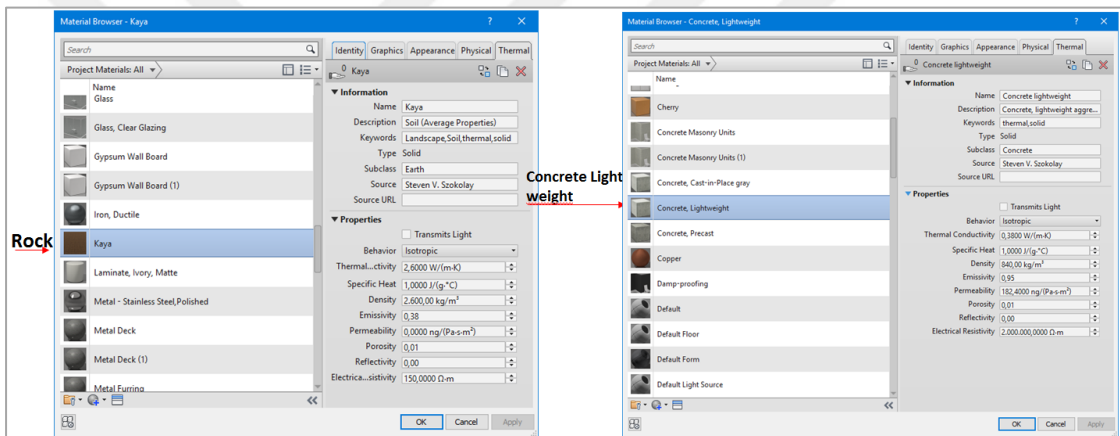 Material Browser - Kaya
? ×
Search
Project Materials: All
Name
Glass
Glass, Clear Glazing
Gypsum Wall Board
Gypsum Wall Board (1)
Iron, Ductile
Rock
Kaya
Laminate, Ivory, Matte
Metal - Stainless Steel,Polished
Metal Deck
Metal Deck (1)
Metal Furring
Identity Graphics Appearance Physical Thermal
0 Kaya
Information
Name Kaya
Description Soil (Average Properties)
Keywords Landscape,Soil,thermal,solid
Type Solid
Subclass Earth
Source Steven V. Szokolay
Source URL
Properties
Transmits Light
Behavior Isotropic
Thermal...ctivity 2,6000 W/(m·K)
Specific Heat 1,0000 J/(g·°C)
Density 2.600,00 kg/m³
Emissivity 0,38
Permeability 0,0000 ng/(Pa·s·m²)
Porosity 0,01
Reflectivity 0,00
Electrica...sistivity 150,0000 Ω·m
OK Cancel Apply
Concrete Light
weight
Material Browser - Concrete, Lightweight
? ×
Search
Project Materials: All
Name
Cherry
Concrete Masonry Units
Concrete Masonry Units (1)
Concrete, Cast-in-Place gray
Concrete, Lightweight
Concrete, Precast
Copper
Damp-proofing
Default
Default Floor
Default Form
Default Light Source
Identity Graphics Appearance Physical Thermal
0 Concrete lightweight
Information
Name Concrete lightweight
Description Concrete, lightweight aggre...
Keywords thermal,solid
Type Solid
Subclass Concrete
Source Steven V. Szokolay
Source URL
Properties
Transmits Light
Behavior Isotropic
Thermal Conductivity 0,3800 W/(m·K)
Specific Heat 1,0000 J/(g·°C)
Density 840,00 kg/m³
Emissivity 0,95
Permeability 182,4000 ng/(Pa·s·m²)
Porosity 0,01
Reflectivity 0,00
Electrical Resistivity 2.000.000,0000 Ω·m
OK Cancel Apply